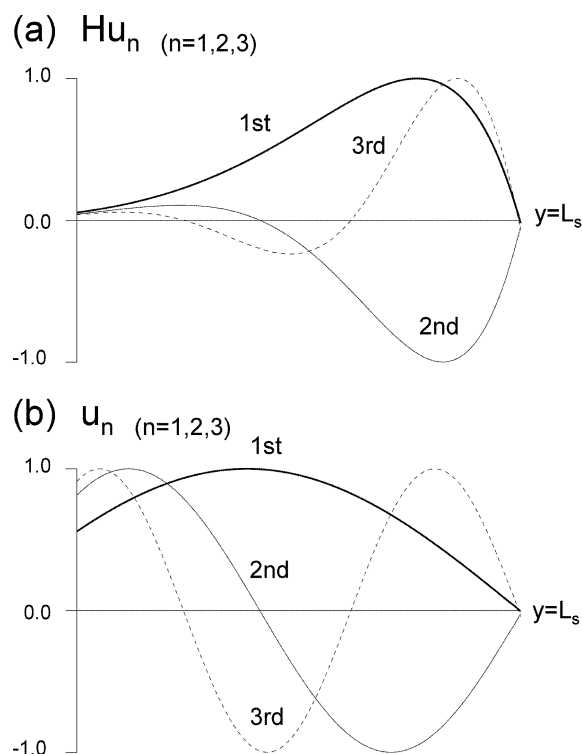 (a) Hu_n (n=1,2,3)
1.0
1st
3rd
0.0
y=L_s
2nd
-1.0
(b) u_n (n=1,2,3)
1st
1.0
2nd
0.0
y=L_s
3rd
-1.0